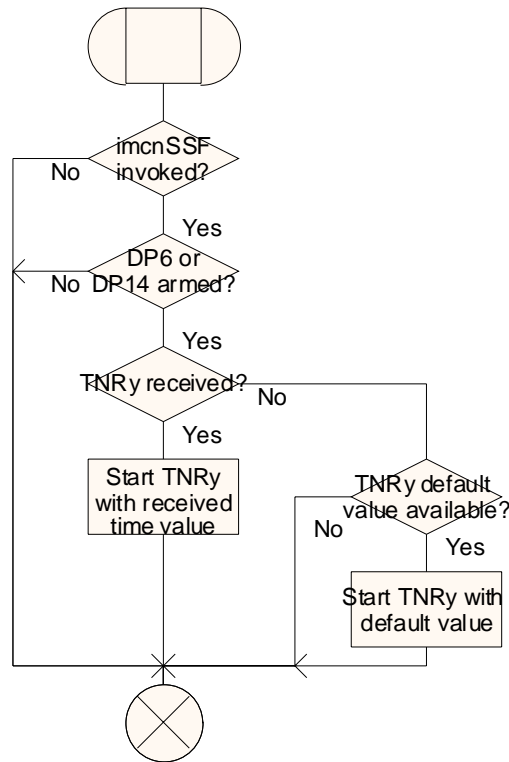 imcnSSF
invoked?
No
Yes
DP6 or
DP14 armed?
No
Yes
TNRy received?
No
Yes
Start TNRy
with received
time value
TNRy default
value available?
No
Yes
Start TNRy with
default value